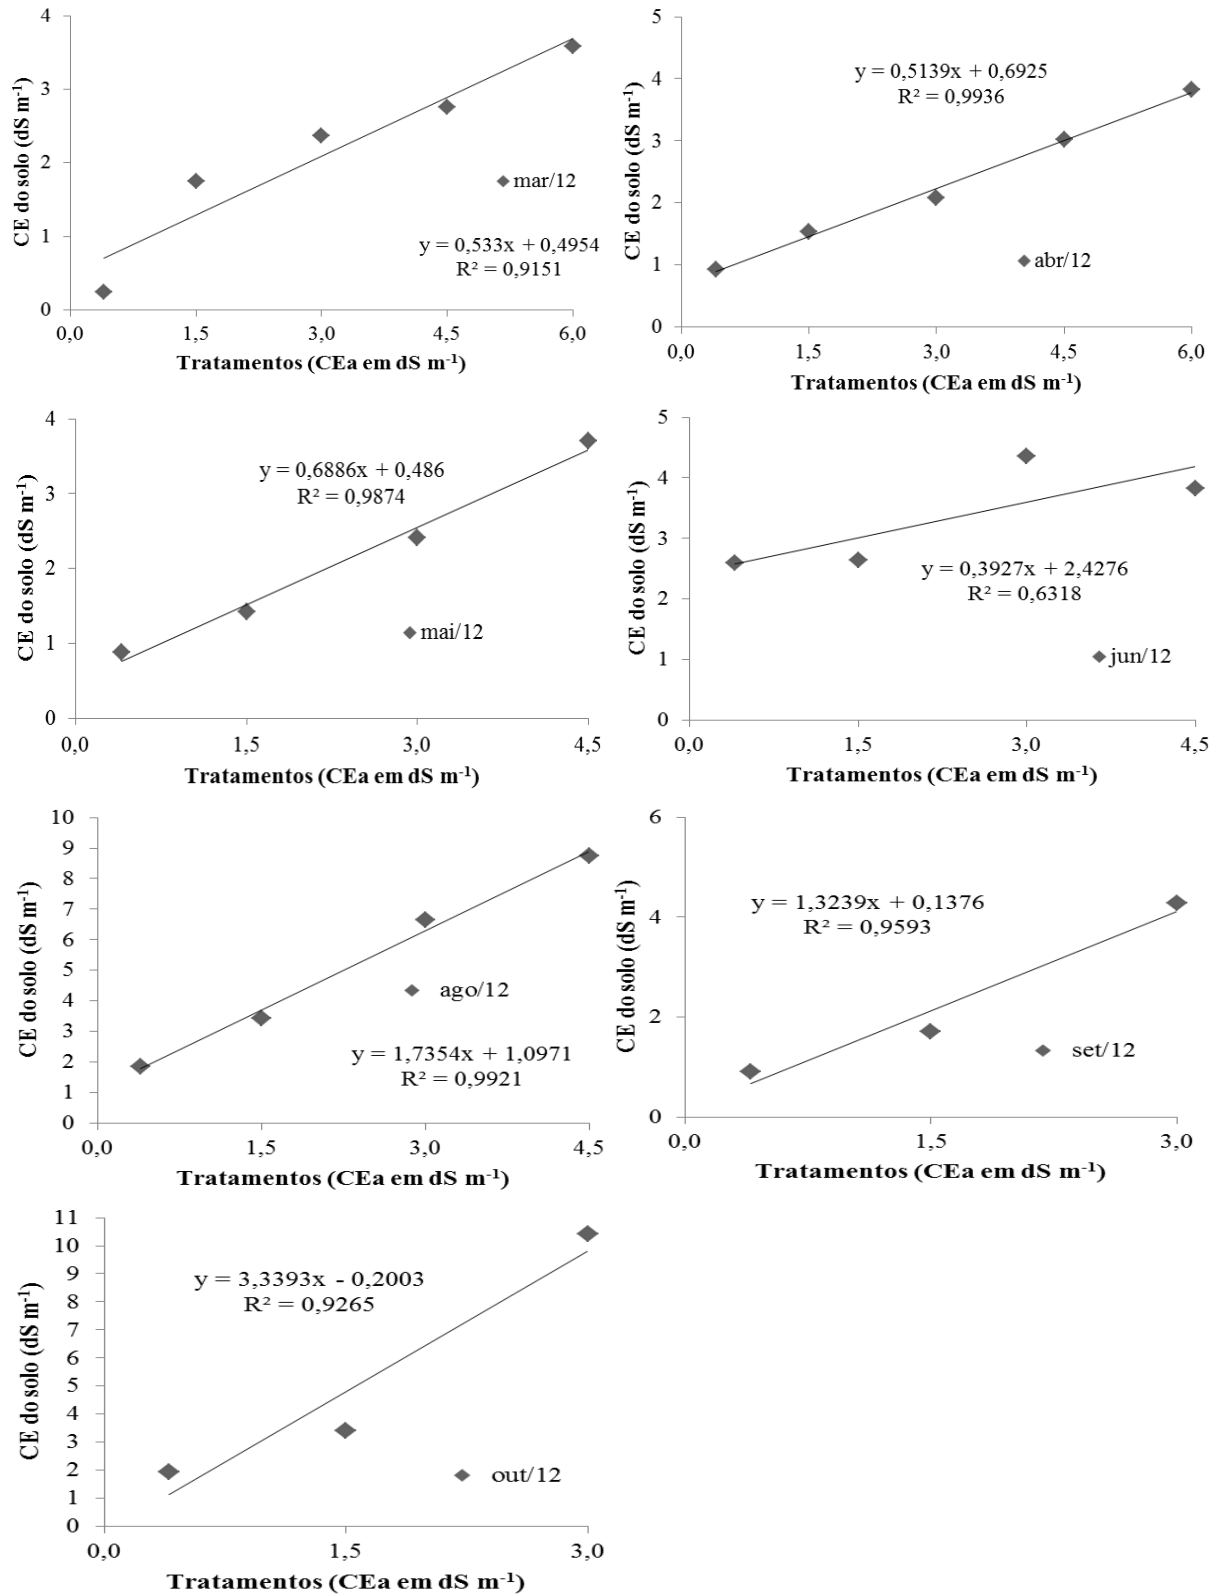 4
3
2
1
0
CE do solo (dS m⁻¹)
mar/12
y = 0,533x + 0,4954
R² = 0,9151
0,0 1,5 3,0 4,5 6,0
Tratamentos (CEa em dS m⁻¹)
5
4
3
2
1
0
CE do solo (dS m⁻¹)
y = 0,5139x + 0,6925
R² = 0,9936
abr/12
0,0 1,5 3,0 4,5 6,0
Tratamentos (CEa em dS m⁻¹)
4
3
2
1
0
CE do solo (dS m⁻¹)
y = 0,6886x + 0,486
R² = 0,9874
mai/12
0,0 1,5 3,0 4,5
Tratamentos (CEa em dS m⁻¹)
5
4
3
2
1
0
CE do solo (dS m⁻¹)
y = 0,3927x + 2,4276
R² = 0,6318
jun/12
0,0 1,5 3,0 4,5
Tratamentos (CEa em dS m⁻¹)
10
9
8
7
6
5
4
3
2
1
0
CE do solo (dS m⁻¹)
ago/12
y = 1,7354x + 1,0971
R² = 0,9921
0,0 1,5 3,0 4,5
Tratamentos (CEa em dS m⁻¹)
6
4
2
0
CE do solo (dS m⁻¹)
y = 1,3239x + 0,1376
R² = 0,9593
set/12
0,0 1,5 3,0
Tratamentos (CEa em dS m⁻¹)
11
10
9
8
7
6
5
4
3
2
1
0
CE do solo (dS m⁻¹)
y = 3,3393x - 0,2003
R² = 0,9265
out/12
0,0 1,5 3,0
Tratamentos (CEa em dS m⁻¹)